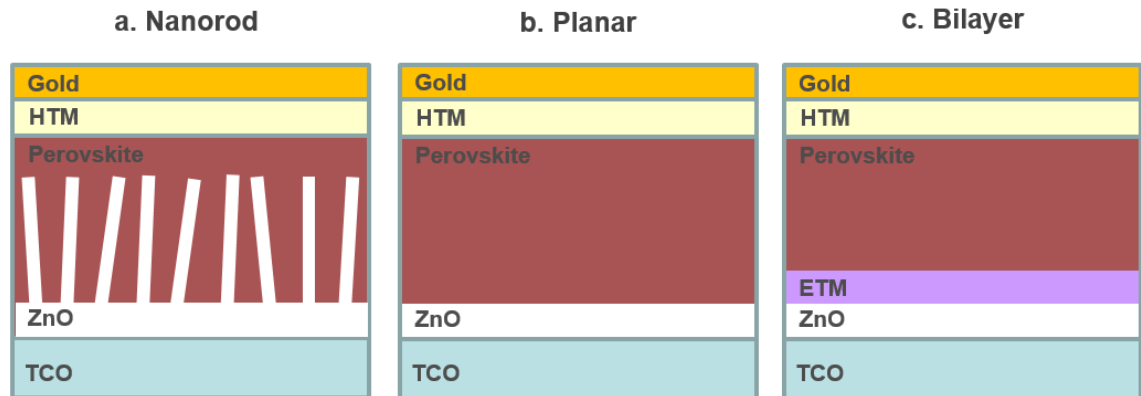 a. Nanorod
Gold
HTM
Perovskite
ZnO
TCO
b. Planar
Gold
HTM
Perovskite
ZnO
TCO
c. Bilayer
Gold
HTM
Perovskite
ETM
ZnO
TCO